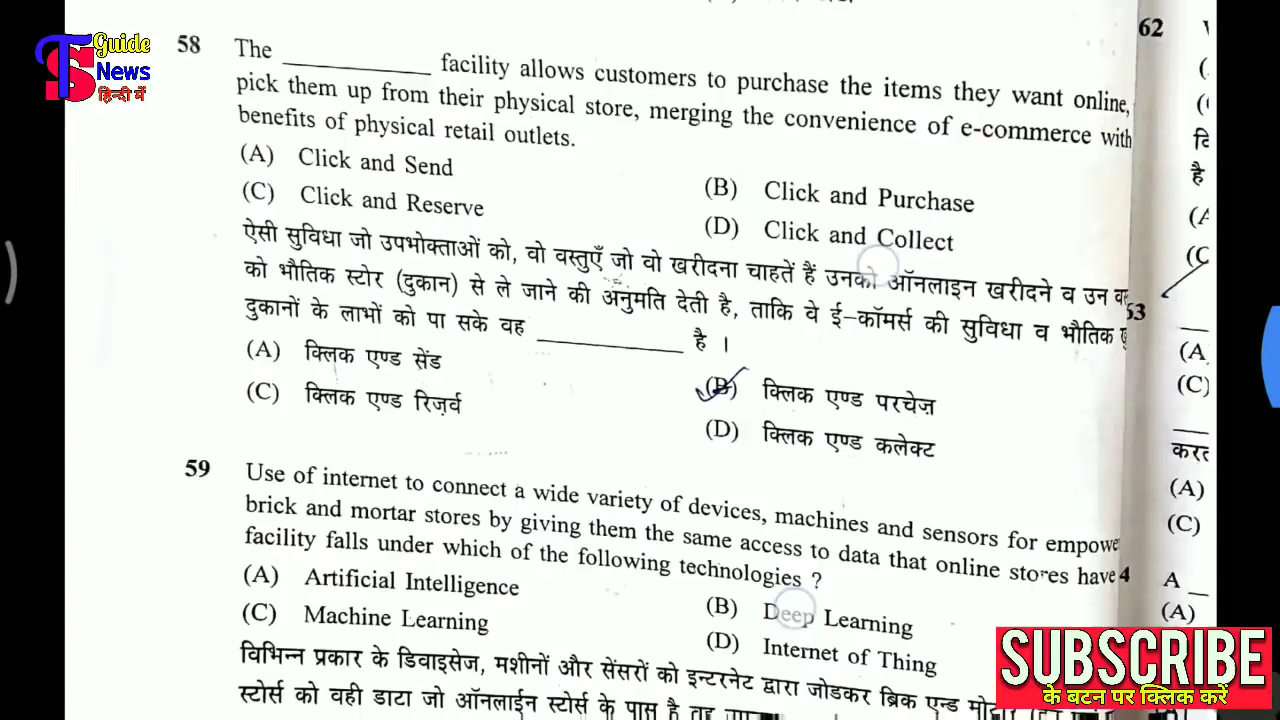 Guide
News
हिन्दी में
TS
58 The __________ facility allows customers to purchase the items they want online,
pick them up from their physical store, merging the convenience of e-commerce with
benefits of physical retail outlets.
(A) Click and Send
(B) Click and Purchase
(C) Click and Reserve
(D) Click and Collect
ऐसी सुविधा जो उपभोक्ताओं को, वो वस्तुएँ जो वो खरीदना चाहतें हैं उनको ऑनलाइन खरीदने व उन
को भौतिक स्टोर (दुकान) से ले जाने की अनुमति देती है, ताकि वे ई-कॉमर्स की सुविधा व भौतिक
दुकानों के लाभों को पा सके वह __________ है ।
(A) क्लिक एण्ड सेंड
(B) क्लिक एण्ड परचेज़
(C) क्लिक एण्ड रिज़र्व
(D) क्लिक एण्ड कलेक्ट
59 Use of internet to connect a wide variety of devices, machines and sensors for empowe
brick and mortar stores by giving them the same access to data that online stores have
facility falls under which of the following technologies ?
(A) Artificial Intelligence
(B) Deep Learning
(C) Machine Learning
(D) Internet of Thing
विभिन्न प्रकार के डिवाइसेज, मशीनों और सेंसरों को इन्टरनेट द्वारा जोडकर ब्रिक एन्ड
स्टोर्स को वही डाटा जो ऑनलाईन स्टोर्स के पास है
62
है
63
(A)
(C)
करत
(A)
(C)
4
A
(A)
SUBSCRIBE
के बटन पर क्लिक करें